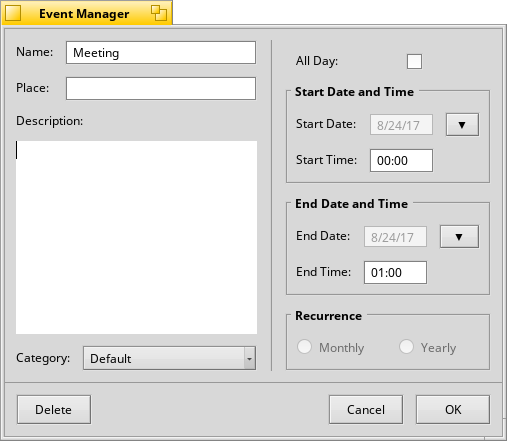 Event Manager
Name: Meeting
Place:
Description:
Category: Default
All Day:
Start Date and Time
Start Date: 8/24/17 ▼
Start Time: 00:00
End Date and Time
End Date: 8/24/17 ▼
End Time: 01:00
Recurrence
Monthly Yearly
Delete Cancel OK